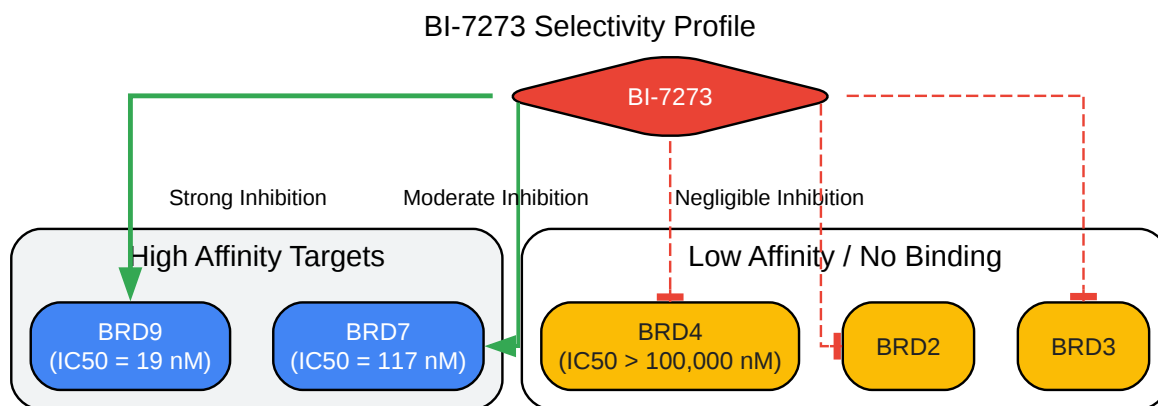 BI-7273 Selectivity Profile
BI-7273
Strong Inhibition
Moderate Inhibition
Negligible Inhibition
High Affinity Targets
Low Affinity / No Binding
BRD9
(IC50 = 19 nM)
BRD7
(IC50 = 117 nM)
BRD4
(IC50 > 100,000 nM)
BRD2
BRD3